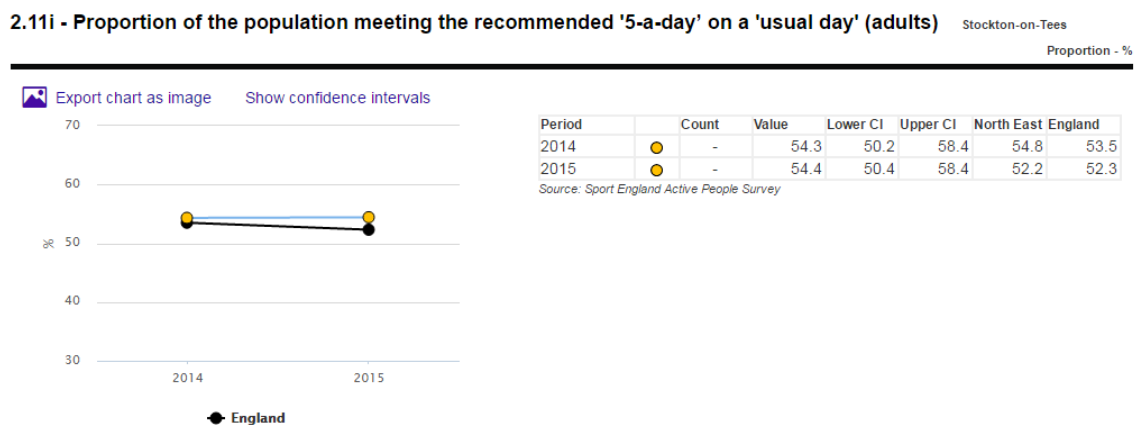 2.11i - Proportion of the population meeting the recommended '5-a-day’ on a 'usual day' (adults) Stockton-on-Tees
Proportion - %
Export chart as image Show confidence intervals
70
60
50
40
30
%
2014 2015
England
Period Count Value Lower CI Upper CI North East England
2014 - 54.3 50.2 58.4 54.8 53.5
2015 - 54.4 50.4 58.4 52.2 52.3
Source: Sport England Active People Survey